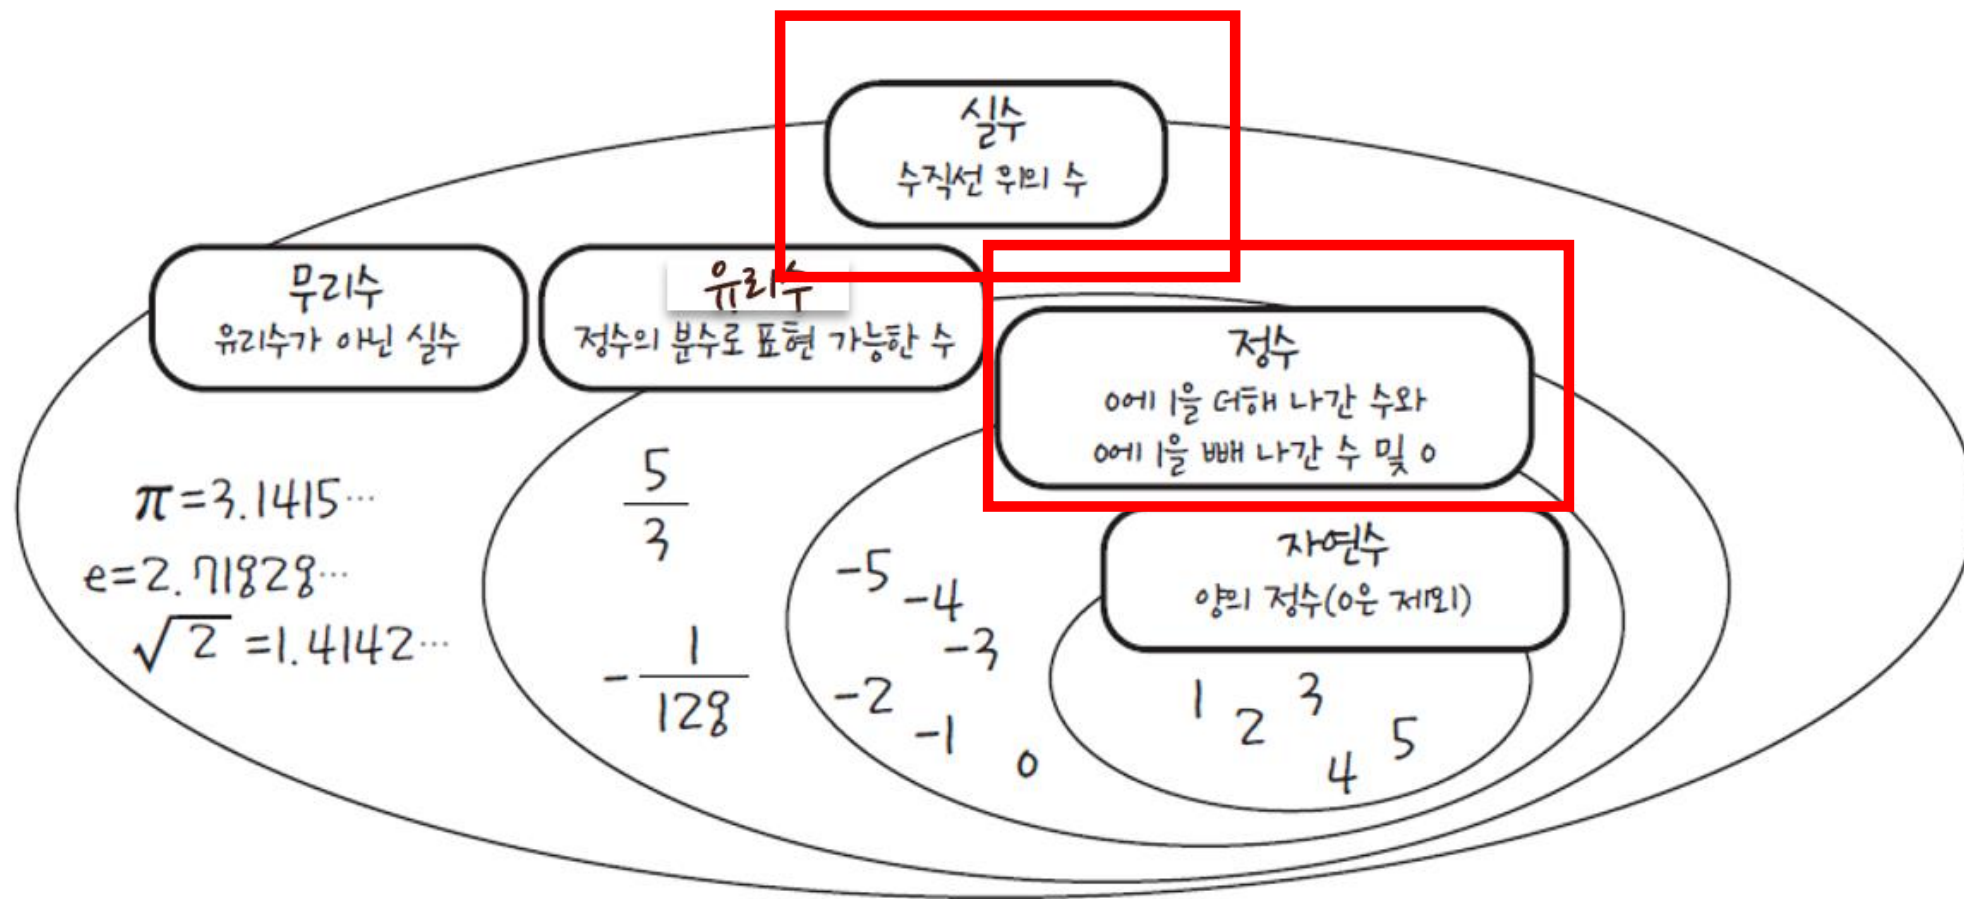 실수
수직선 위의 수
무리수
유리수가 아닌 실수
유리수
정수의 분수로 표현 가능한 수
정수
0에 1을 더해 나간 수와
0에 1을 빼 나간 수 및 0
자연수
양의 정수(0은 제외)
π=3.1415···
e=2.71828···
√2=1.4142···
5
3
-1
128
-5
-4
-3
-2
-1
0
1
2
3
4
5